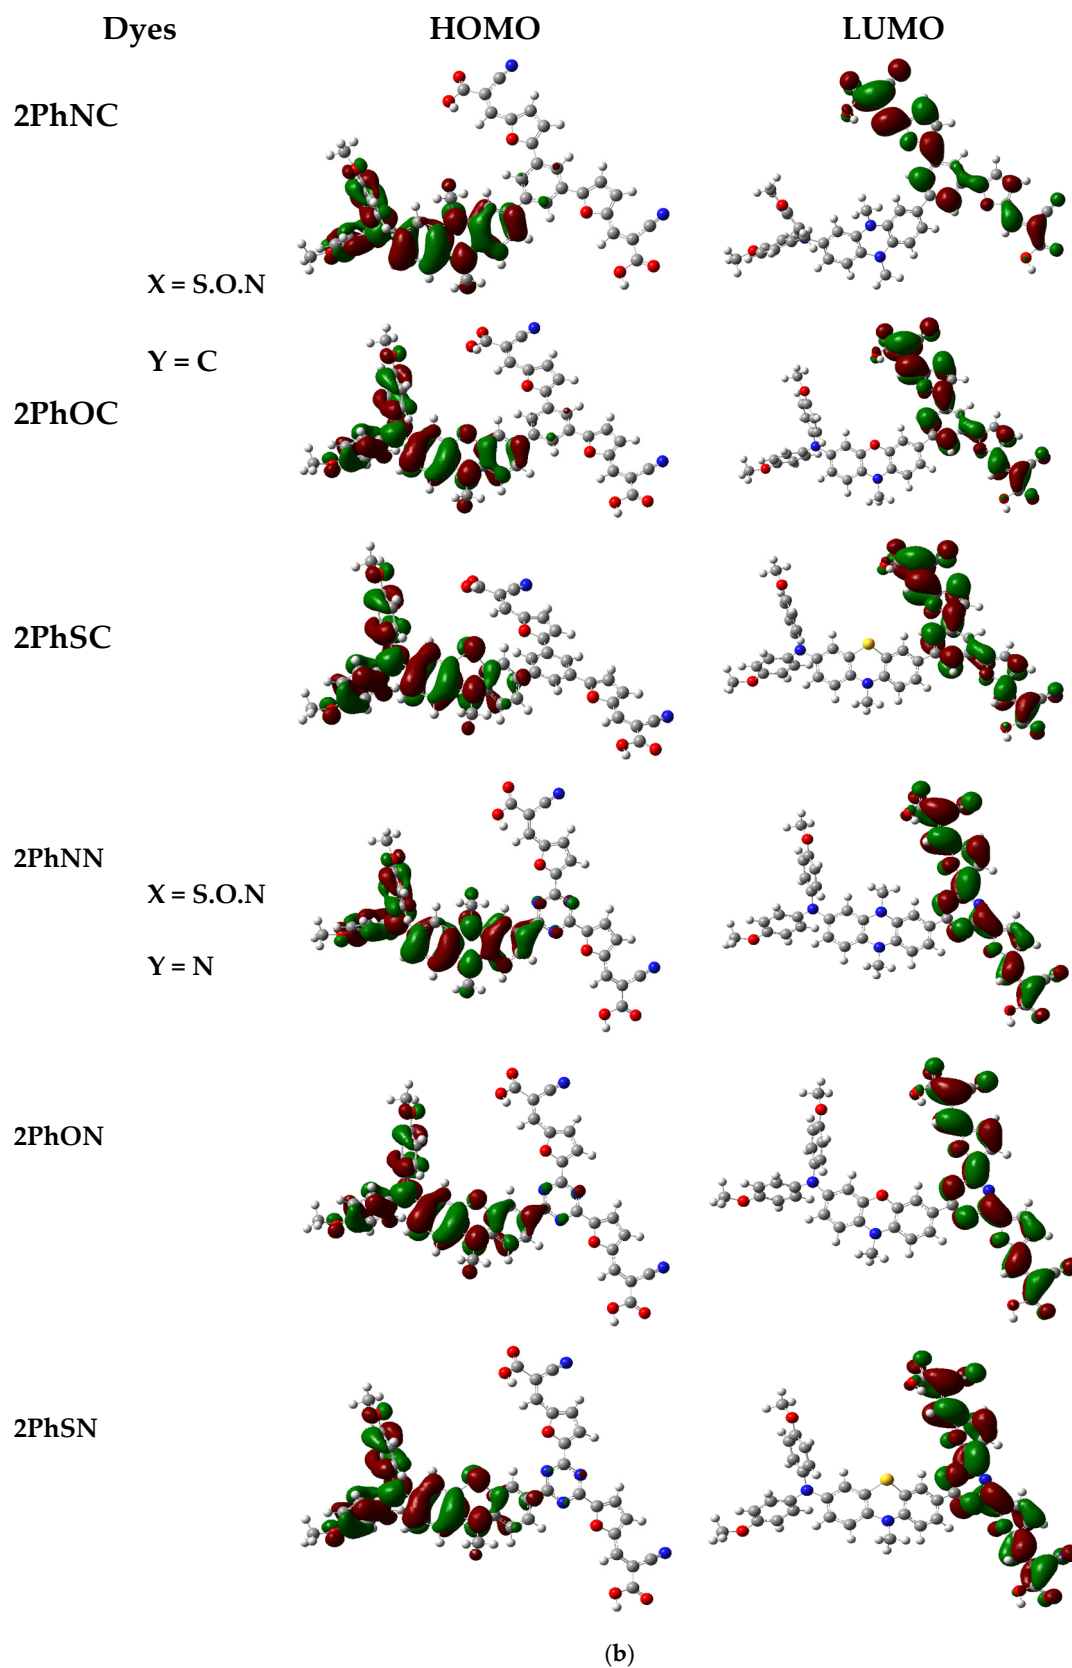 Dyes HOMO LUMO
2PhNC
X = S.O.N
Y = C
2PhOC
2PhSC
2PhNN
X = S.O.N
Y = N
2PhON
2PhSN
(b)